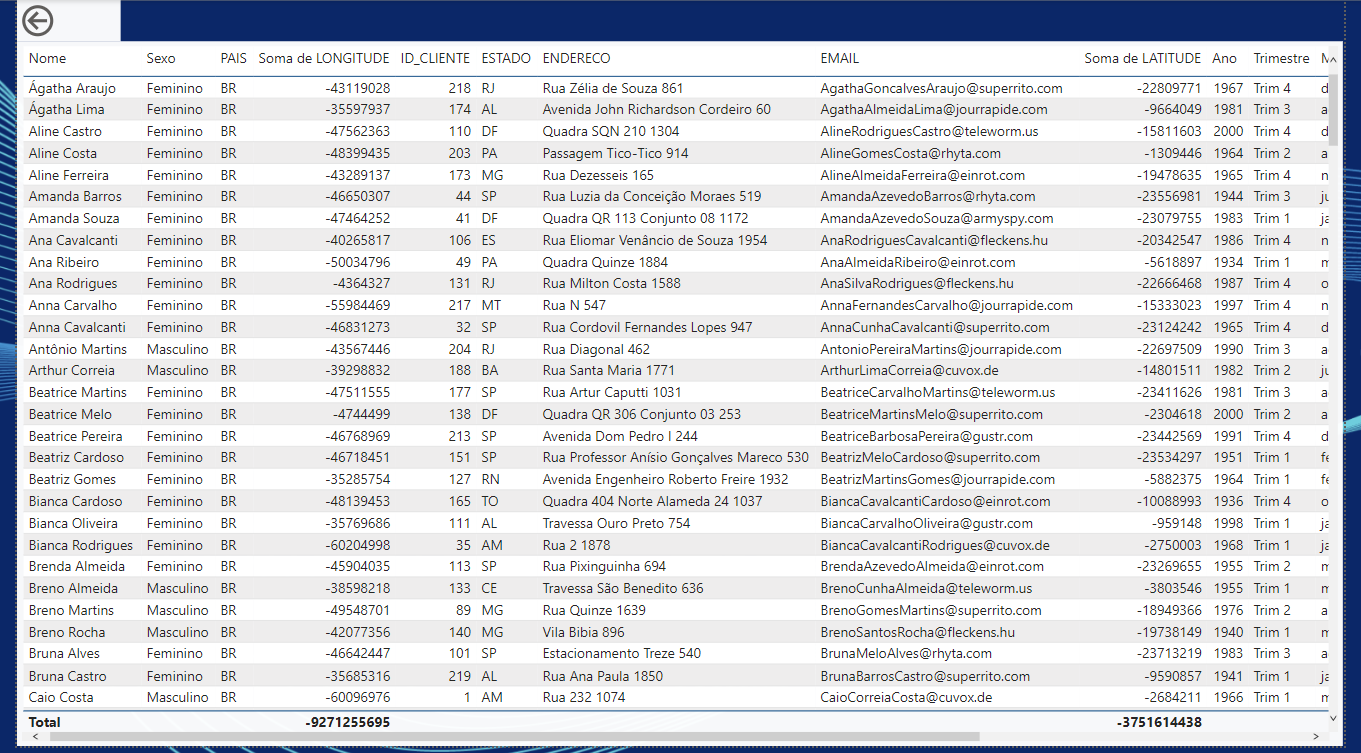 Nome Sexo PAIS Soma de LONGITUDE ID_CLIENTE ESTADO ENDERECO EMAIL Soma de LATITUDE Ano Trimestre
Ágatha Araujo Feminino BR -43119028 218 RJ Rua Zélia de Souza 861 AgathaGoncalvesAraujo@superrito.com -22809771 1967 Trim 4 d
Ágatha Lima Feminino BR -35597937 174 AL Avenida John Richardson Cordeiro 60 AgathaAlmeidaLima@jourrapide.com -9664049 1981 Trim 3 a
Aline Castro Feminino BR -47562363 110 DF Quadra SQN 210 1304 AlineRodriguesCastro@teleworm.us -15811603 2000 Trim 4 d
Aline Costa Feminino BR -48399435 203 PA Passagem Tico-Tico 914 AlineGomesCosta@rhyta.com -1309446 1964 Trim 2 a
Aline Ferreira Feminino BR -43289137 173 MG Rua Dezesseis 165 AlineAlmeidaFerreira@einrot.com -19478635 1965 Trim 4 n
Amanda Barros Feminino BR -46650307 44 SP Rua Luzia da Conceição Moraes 519 AmandaAzevedoBarros@rhyta.com -23556981 1944 Trim 3 ju
Amanda Souza Feminino BR -47464252 41 DF Quadra QR 113 Conjunto 08 1172 AmandaAzevedoSouza@armyspy.com -23079755 1983 Trim 1 ja
Ana Cavalcanti Feminino BR -40265817 106 ES Rua Eliomar Venâncio de Souza 1954 AnaRodriguesCavalcanti@fleckens.hu -20342547 1986 Trim 4 n
Ana Ribeiro Feminino BR -50034796 49 PA Quadra Quinze 1884 AnaAlmeidaRibeiro@einrot.com -5618897 1934 Trim 1 m
Ana Rodrigues Feminino BR -4364327 131 RJ Rua Milton Costa 1588 AnaSilvaRodrigues@fleckens.hu -22666468 1987 Trim 4 o
Anna Carvalho Feminino BR -55984469 217 MT Rua N 547 AnnaFernandesCarvalho@jourrapide.com -15333023 1997 Trim 4 n
Anna Cavalcanti Feminino BR -46831273 32 SP Rua Cordovil Fernandes Lopes 947 AnnaCunhaCavalcanti@superrito.com -23124242 1965 Trim 4 d
Antônio Martins Masculino BR -43567446 204 RJ Rua Diagonal 462 AntonioPereiraMartins@jourrapide.com -22697509 1990 Trim 3 a
Arthur Correia Masculino BR -39298832 188 BA Rua Santa Maria 1771 ArthurLimaCorreia@cuvox.de -14801511 1982 Trim 2 ju
Beatrice Martins Feminino BR -47511555 177 SP Rua Artur Caputti 1031 BeatriceCarvalhoMartins@teleworm.us -23411626 1981 Trim 3 a
Beatrice Melo Feminino BR -4744499 138 DF Quadra QR 306 Conjunto 03 253 BeatriceMartinsMelo@superrito.com -2304618 2000 Trim 2 a
Beatrice Pereira Feminino BR -46768969 213 SP Avenida Dom Pedro I 244 BeatriceBarbosaPereira@gustr.com -23442569 1991 Trim 4 d
Beatriz Cardoso Feminino BR -46718451 151 SP Rua Professor Anísio Gonçalves Mareco 530 BeatrizMeloCardoso@superrito.com -23534297 1951 Trim 1 fe
Beatriz Gomes Feminino BR -35285754 127 RN Avenida Engenheiro Roberto Freire 1932 BeatrizMartinsGomes@jourrapide.com -5882375 1964 Trim 1 fe
Bianca Cardoso Feminino BR -48139453 165 TO Quadra 404 Norte Alameda 24 1037 BiancaCavalcantiCardoso@einrot.com -10088993 1936 Trim 4 o
Bianca Oliveira Feminino BR -35769686 111 AL Travessa Ouro Preto 754 BiancaCarvalhoOliveira@gustr.com -959148 1998 Trim 1 ja
Bianca Rodrigues Feminino BR -60204998 35 AM Rua 2 1878 BiancaCavalcantiRodrigues@cuvox.de -2750003 1968 Trim 1 ja
Brenda Almeida Feminino BR -45904035 113 SP Rua Pixinguinha 694 BrendaAzevedoAlmeida@einrot.com -23269655 1955 Trim 2 m
Breno Almeida Masculino BR -38598218 133 CE Travessa São Benedito 636 BrenoCunhaAlmeida@teleworm.us -3803546 1955 Trim 1 m
Breno Martins Masculino BR -49548701 89 MG Rua Quinze 1639 BrenoGomesMartins@superrito.com -18949366 1976 Trim 2 a
Breno Rocha Masculino BR -42077356 140 MG Vila Bibia 896 BrenoSantosRocha@fleckens.hu -19738149 1940 Trim 1 m
Bruna Alves Feminino BR -46642447 101 SP Estacionamento Treze 540 BrunaMeloAlves@rhyta.com -23713219 1983 Trim 3 a
Bruna Castro Feminino BR -35685316 219 AL Rua Ana Paula 1850 BrunaBarrosCastro@superrito.com -9590857 1941 Trim 1 ja
Caio Costa Masculino BR -60096976 1 AM Rua 232 1074 CaioCorreiaCosta@cuvox.de -2684211 1966 Trim 1 m
Total -9271255695 -3751614438